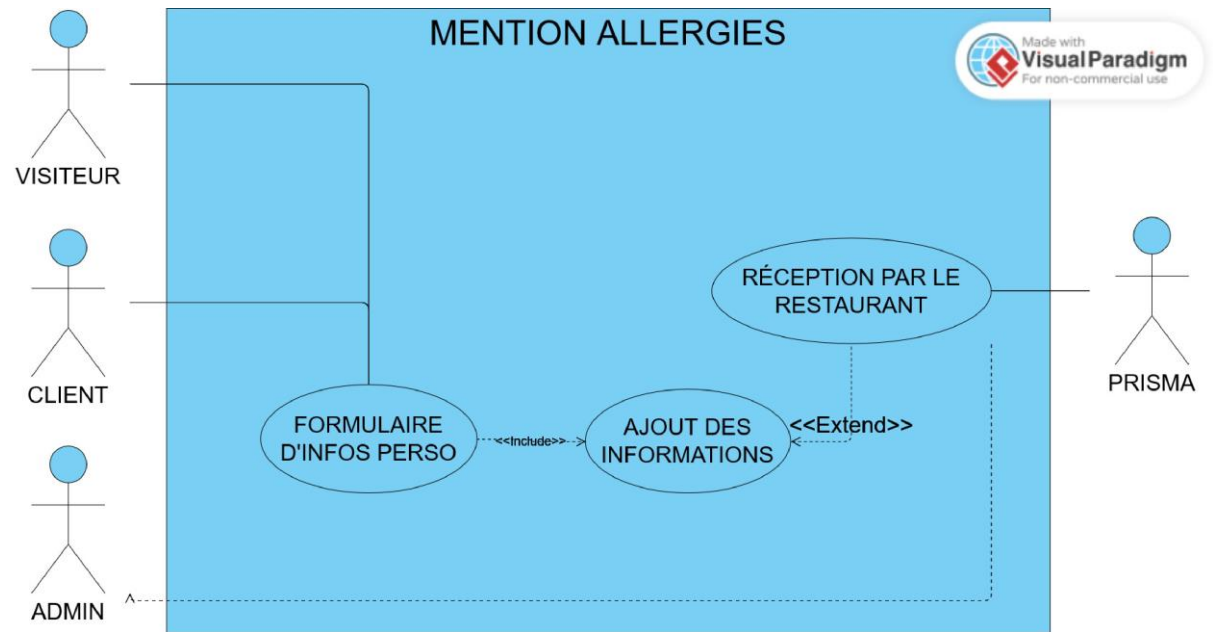 MENTION ALLERGIES
Made with
Visual Paradigm
For non-commercial use
VISITEUR
RÉCEPTION PAR LE
RESTAURANT
CLIENT
PRISMA
FORMULAIRE
D'INFOS PERSO
<<Include>>
AJOUT DES
INFORMATIONS
<<Extend>>
ADMIN